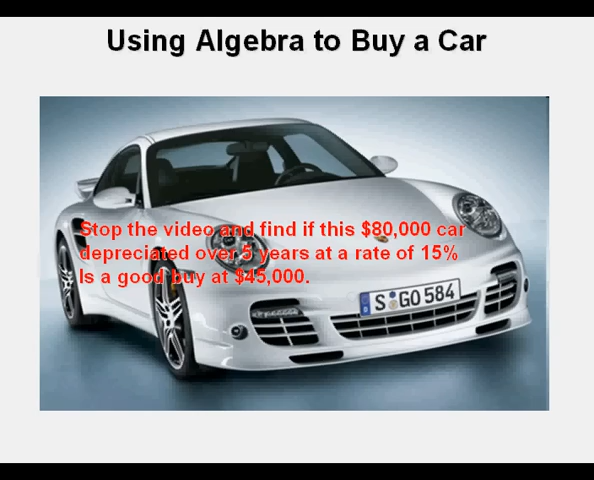 Using Algebra to Buy a Car
Stop the video and find if this $80,000 car
depreciated over 5 years at a rate of 15%
Is a good buy at $45,000.
S GO 584